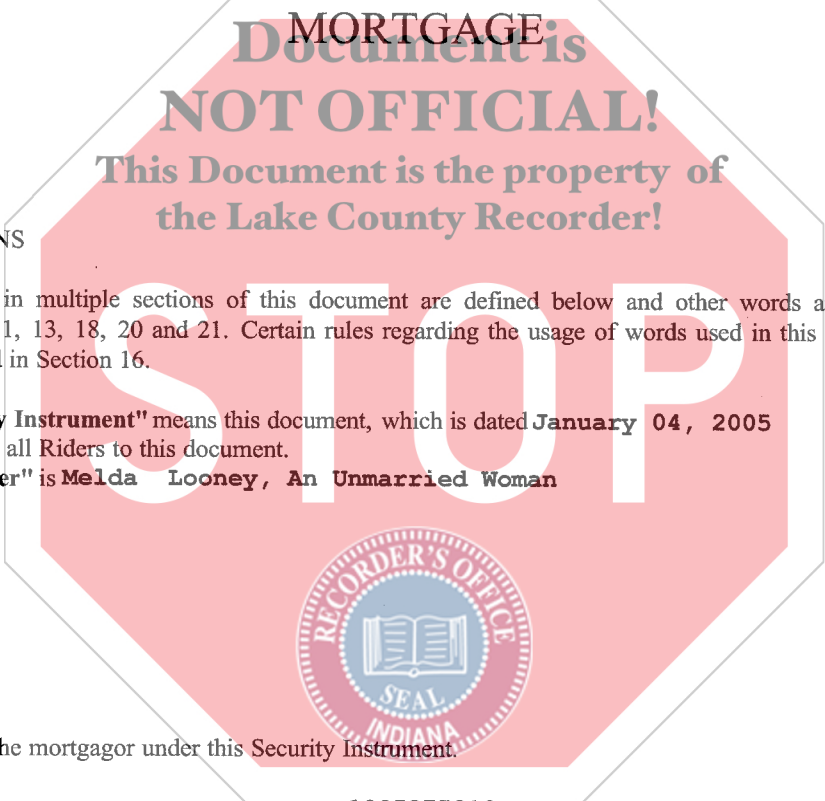 MORTGAGE
Document is
NOT OFFICIAL!
This Document is the property of
the Lake County Recorder!
NS
in multiple sections of this document are defined below and other words a
1, 13, 18, 20 and 21. Certain rules regarding the usage of words used in this
in Section 16.
y Instrument" means this document, which is dated January 04, 2005
all Riders to this document.
er" is Melda Looney, An Unmarried Woman
STOP
RECORDER'S OFFICE
SEAL
INDIANA
he mortgagor under this Security Instrument.